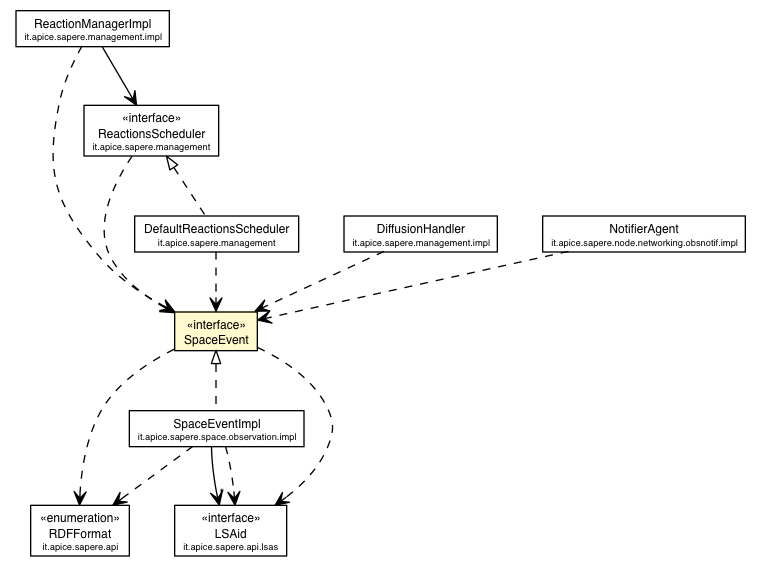 ReactionManagerImpl
it.apice.sapere.management.impl
«interface»
ReactionsScheduler
it.apice.sapere.management
DefaultReactionsScheduler
it.apice.sapere.management
DiffusionHandler
it.apice.sapere.management.impl
NotifierAgent
it.apice.sapere.node.networking.obsnotif.impl
«interface»
SpaceEvent
SpaceEventImpl
it.apice.sapere.space.observation.impl
*
«enumeration»
RDFFormat
it.apice.sapere.api
«interface»
LSAid
it.apice.sapere.api.lsas